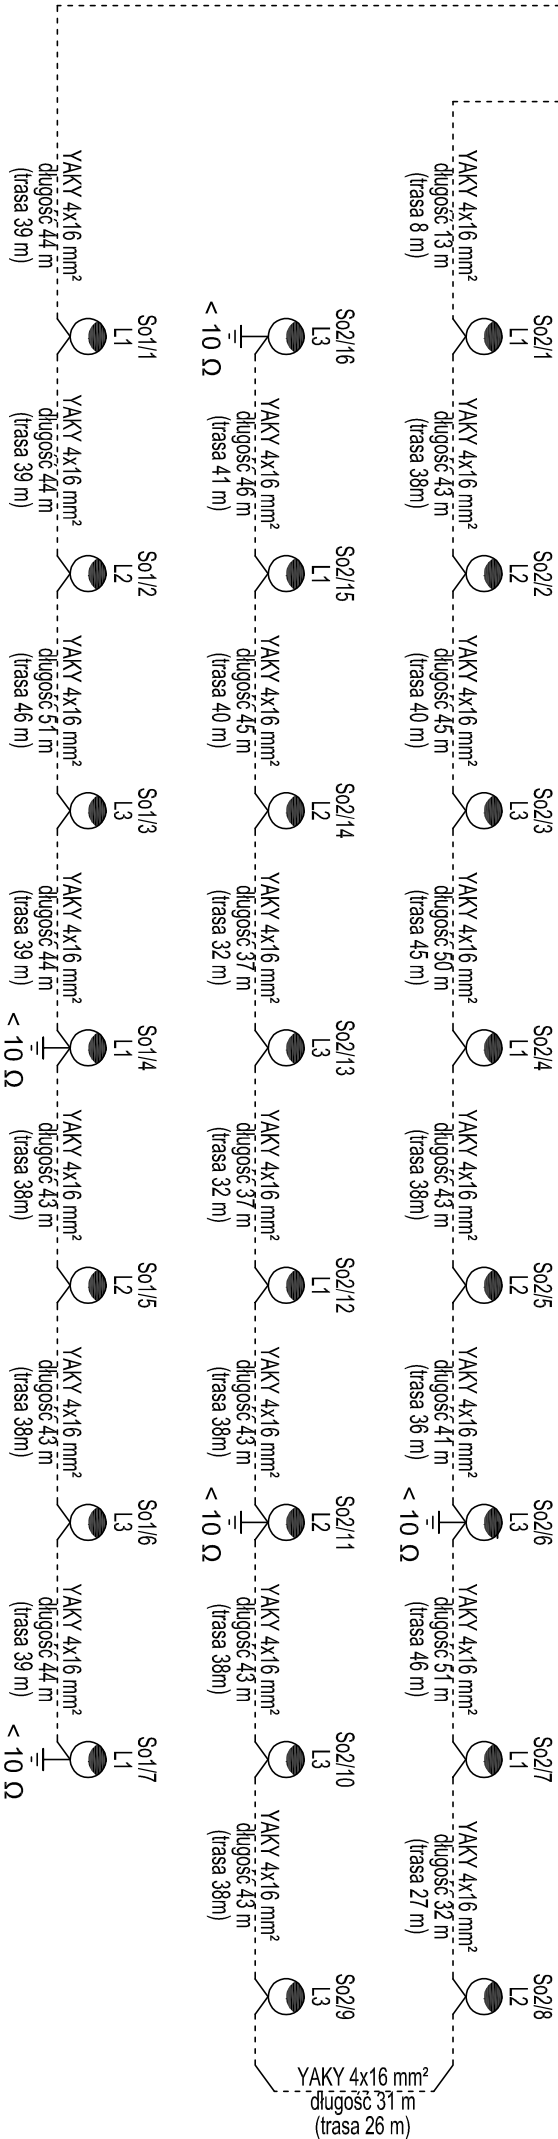 YAKY 4x16 mm²
długość 13 m
(trasa 8 m)
So2/1
L1
YAKY 4x16 mm²
długość 43 m
(trasa 38m)
So2/2
L2
YAKY 4x16 mm²
długość 45 m
(trasa 40 m)
So2/3
L3
YAKY 4x16 mm²
długość 50 m
(trasa 45 m)
So2/4
L1
YAKY 4x16 mm²
długość 43 m
(trasa 38m)
So2/5
L2
YAKY 4x16 mm²
długość 41 m
(trasa 36 m)
So2/6
L3
< 10 Ω
YAKY 4x16 mm²
długość 51 m
(trasa 46 m)
So2/7
L1
YAKY 4x16 mm²
długość 32 m
(trasa 27 m)
So2/8
L2
YAKY 4x16 mm²
długość 31 m
(trasa 26 m)
So2/16
L3
< 10 Ω
YAKY 4x16 mm²
długość 46 m
(trasa 41 m)
So2/15
L1
YAKY 4x16 mm²
długość 45 m
(trasa 40 m)
So2/14
L2
YAKY 4x16 mm²
długość 37 m
(trasa 32 m)
So2/13
L3
YAKY 4x16 mm²
długość 37 m
(trasa 32 m)
So2/12
L1
YAKY 4x16 mm²
długość 43 m
(trasa 38m)
So2/11
L2
< 10 Ω
YAKY 4x16 mm²
długość 43 m
(trasa 38m)
So2/10
L3
YAKY 4x16 mm²
długość 43 m
(trasa 38m)
So2/9
L3
YAKY 4x16 mm²
długość 44 m
(trasa 39 m)
So1/1
L1
YAKY 4x16 mm²
długość 44 m
(trasa 39 m)
So1/2
L2
YAKY 4x16 mm²
długość 51 m
(trasa 46 m)
So1/3
L3
YAKY 4x16 mm²
długość 44 m
(trasa 39 m)
So1/4
L1
< 10 Ω
YAKY 4x16 mm²
długość 43 m
(trasa 38m)
So1/5
L2
YAKY 4x16 mm²
długość 43 m
(trasa 38m)
So1/6
L3
YAKY 4x16 mm²
długość 44 m
(trasa 39 m)
So1/7
L1
< 10 Ω